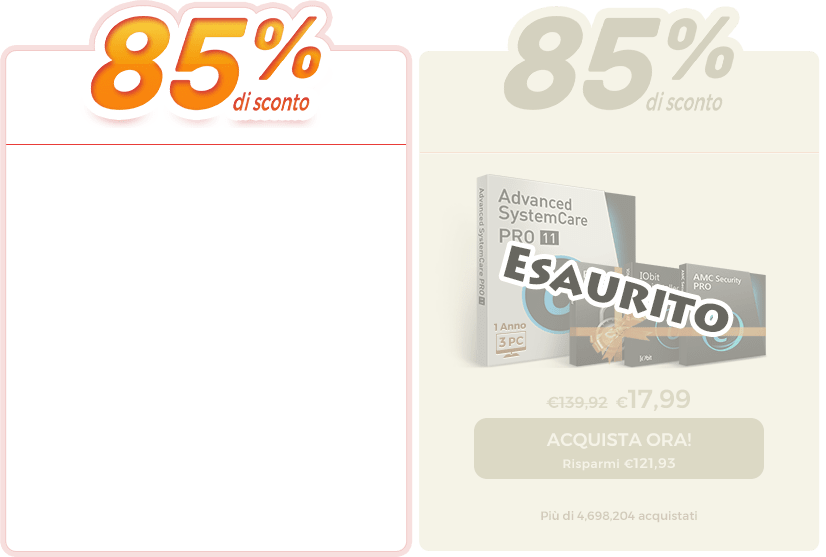 85%
di sconto
85%
di sconto
Advanced
SystemCare
PRO 11
Advanced SystemCare PRO 11
IObit
AMC Security
PRO
ESAURITO
1 Anno
3 PC
€139,92 €17,99
ACQUISTA ORA!
Risparmi €121,93
Più di 4,698,204 acquistati